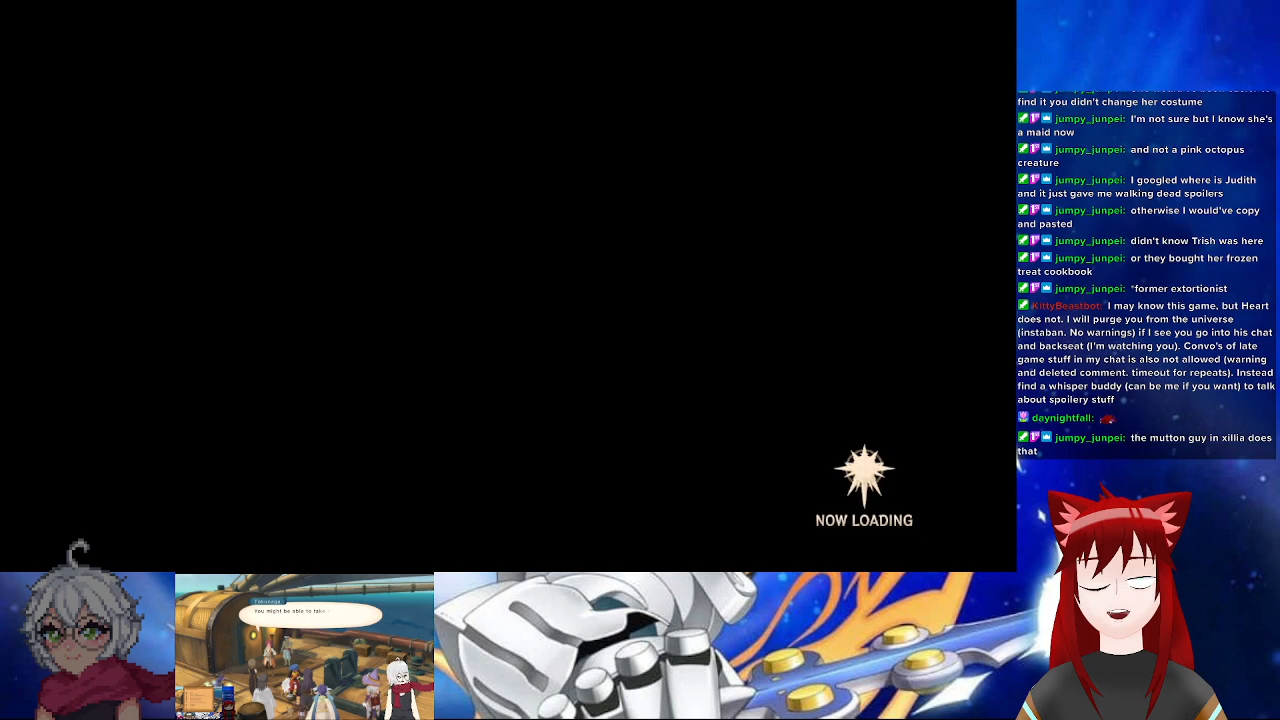 find it you didn't change her costume
jumpy_junpei: I'm not sure but I know she's
a maid now
jumpy_junpei: and not a pink octopus
creature
jumpy_junpei: I googled where is Judith
and it just gave me walking dead spoilers
jumpy_junpei: otherwise I would've copy
and pasted
jumpy_junpei: didn't know Trish was here
jumpy_junpei: or they bought her frozen
treat cookbook
jumpy_junpei: *former extortionist
KittyBeastbot: I may know this game, but Heart
does not. I will purge you from the universe
(instaban. No warnings) if I see you go into his chat
and backseat (I'm watching you). Convo's of late
game stuff in my chat is also not allowed (warning
and deleted comment. timeout for repeats). Instead
find a whisper buddy (can be me if you want) to talk
about spoilery stuff
daynightfall:
jumpy_junpei: the mutton guy in xillia does
that
NOW LOADING
You might be able to take